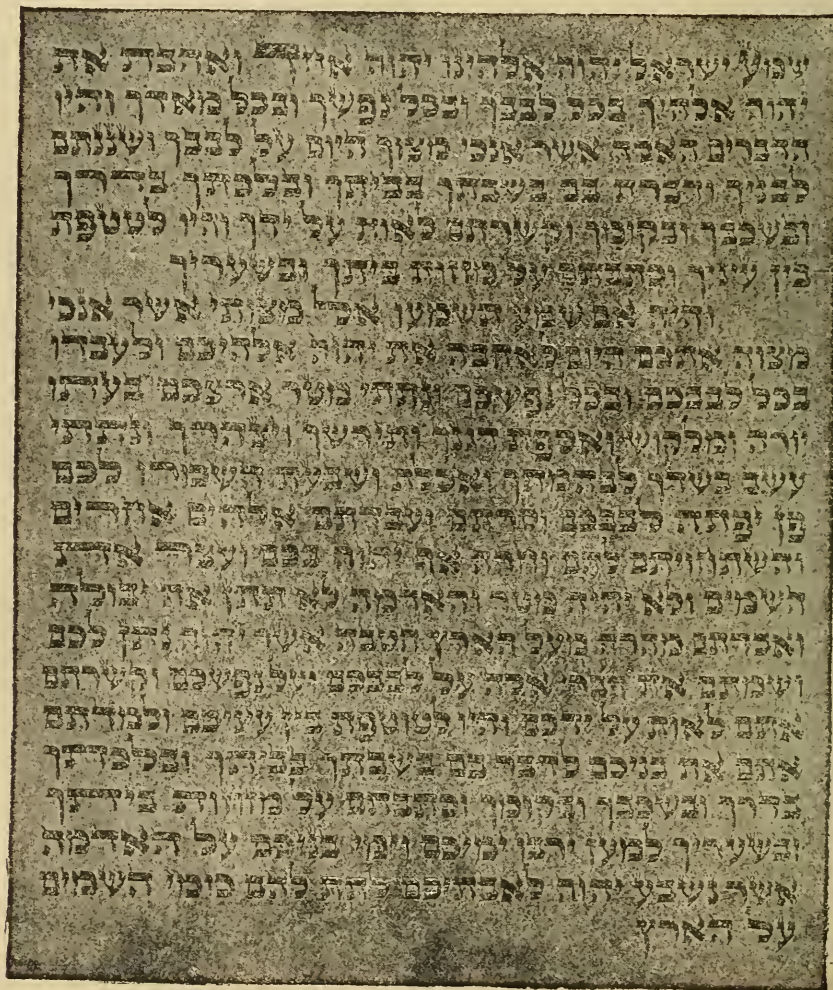 שמע ישראל יהוה אלהינו יהוה אחד ואהבת את
יהוה אלהיך בכל לבבך ובכל נפשך ובכל מאדך והיו
הדברים האלה אשר אנכי מצוך היום על לבבך ושננתם
לבניך ודברת בם בשבתך בביתך ובלכתך בדרך
ובשכבך ובקומך וקשרתם לאות על ידך והיו לטטפת
בין עיניך וכתבתם על מזזות ביתך ובשעריך
והיה אם שמע תשמעו אל מצותי אשר אנכי
מצוה אתכם היום לאהבה את יהוה אלהיכם ולעבדו
בכל לבבכם ובכל נפשכם ונתתי מטר ארצכם בעתו
יורה ומלקוש ואספת דגנך ותירשך ויצהרך ונתתי
עשב בשדך לבהמתך ואכלת ושבעת השמרו לכם
פן יפתה לבבכם וסרתם ועבדתם אלהים אחרים
והשתחויתם להם וחרה אף יהוה בכם ועצר את
השמים ולא יהיה מטר והאדמה לא תתן את יבולה
ואבדתם מהרה מעל הארץ הטבה אשר יהוה נתן לכם
ושמתם את דברי אלה על לבבכם ועל נפשכם וקשרתם
אתם לאות על ידכם והיו לטוטפת בין עיניכם ולמדתם
אתם את בניכם לדבר בם בשבתך בביתך ובלכתך
בדרך ובשכבך ובקומך וכתבתם על מזוזות ביתך
ובשעריך למען ירבו ימיכם וימי בניכם על האדמה
אשר נשבע יהוה לאבתיכם לתת להם כימי השמים
על הארץ